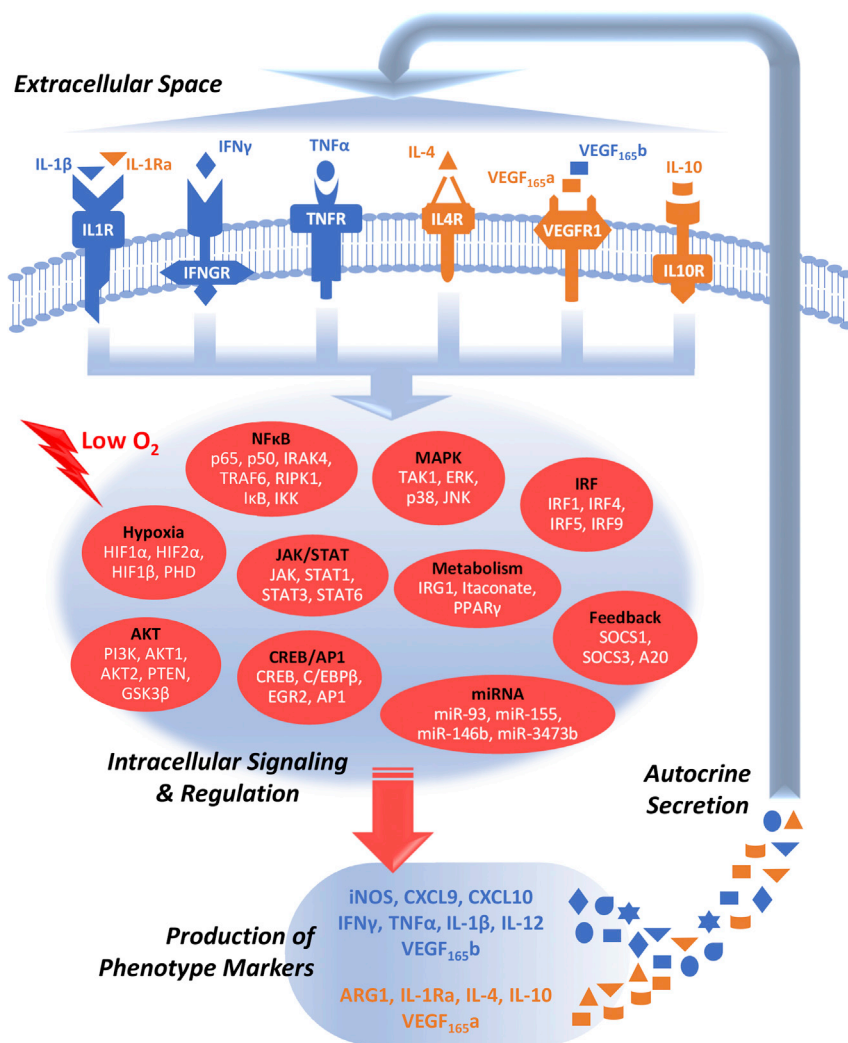 Extracellular Space
IL-1β
IL-1Ra
IFNγ
TNFα
IL-4
VEGF₁₆₅a
VEGF₁₆₅b
IL-10
IL1R
IFNGR
TNFR
IL4R
VEGFR1
IL10R
Low O₂
NFκB
p65, p50, IRAK4,
TRAF6, RIPK1,
IκB, IKK
MAPK
TAK1, ERK,
p38, JNK
IRF
IRF1, IRF4,
IRF5, IRF9
Hypoxia
HIF1α, HIF2α,
HIF1β, PHD
JAK/STAT
JAK, STAT1,
STAT3, STAT6
Metabolism
IRG1, Itaconate,
PPARγ
Feedback
SOCS1,
SOCS3, A20
AKT
PI3K, AKT1,
AKT2, PTEN,
GSK3β
CREB/AP1
CREB, C/EBPβ,
EGR2, AP1
miRNA
miR-93, miR-155,
miR-146b, miR-3473b
Intracellular Signaling
& Regulation
Autocrine
Secretion
Production of
Phenotype Markers
iNOS, CXCL9, CXCL10
IFNγ, TNFα, IL-1β, IL-12
VEGF₁₆₅b
ARG1, IL-1Ra, IL-4, IL-10
VEGF₁₆₅a